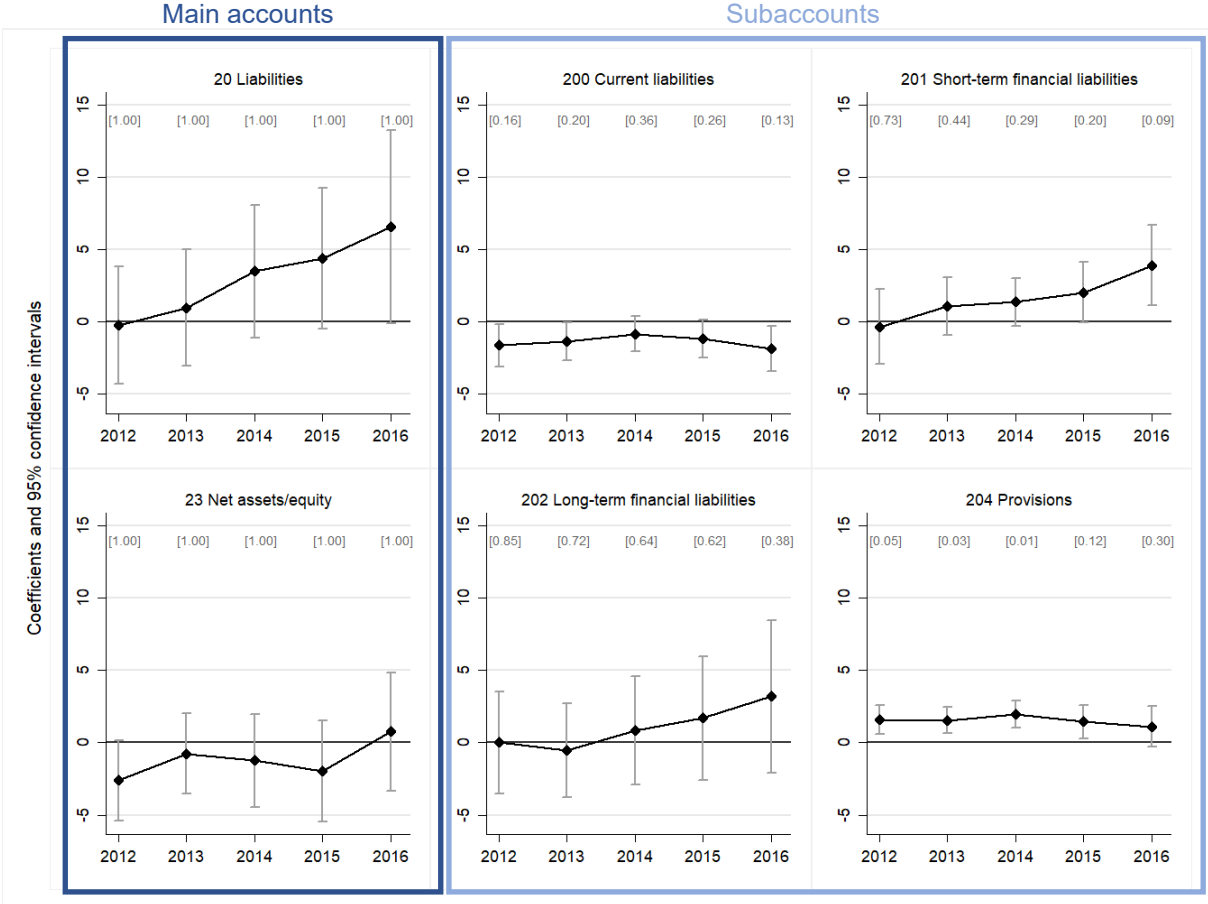 Main accounts
Subaccounts
Coefficients and 95% confidence intervals
20 Liabilities
15
10
5
0
-5
[1.00] [1.00] [1.00] [1.00] [1.00]
2012 2013 2014 2015 2016
200 Current liabilities
15
10
5
0
-5
[0.16] [0.20] [0.36] [0.26] [0.13]
2012 2013 2014 2015 2016
201 Short-term financial liabilities
15
10
5
0
-5
[0.73] [0.44] [0.29] [0.20] [0.09]
2012 2013 2014 2015 2016
23 Net assets/equity
15
10
5
0
-5
[1.00] [1.00] [1.00] [1.00] [1.00]
2012 2013 2014 2015 2016
202 Long-term financial liabilities
15
10
5
0
-5
[0.85] [0.72] [0.64] [0.62] [0.38]
2012 2013 2014 2015 2016
204 Provisions
15
10
5
0
-5
[0.05] [0.03] [0.01] [0.12] [0.30]
2012 2013 2014 2015 2016